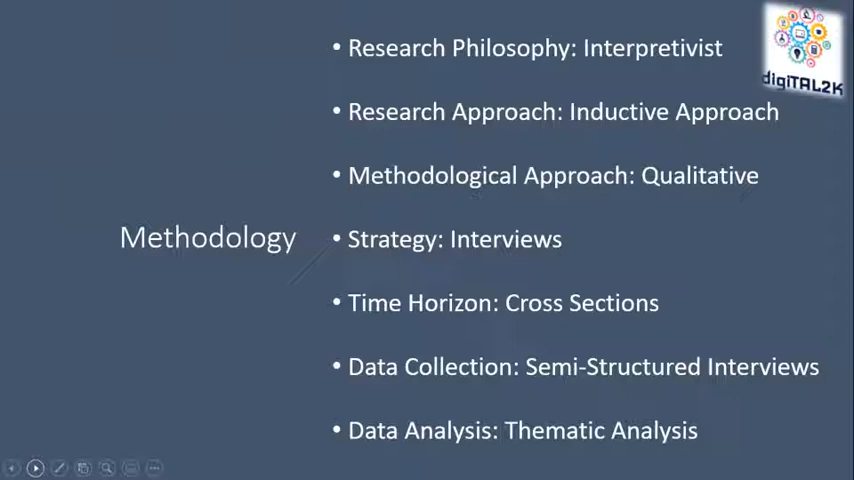 digiTAL2K
• Research Philosophy: Interpretivist
• Research Approach: Inductive Approach
• Methodological Approach: Qualitative
Methodology
• Strategy: Interviews
• Time Horizon: Cross Sections
• Data Collection: Semi-Structured Interviews
• Data Analysis: Thematic Analysis